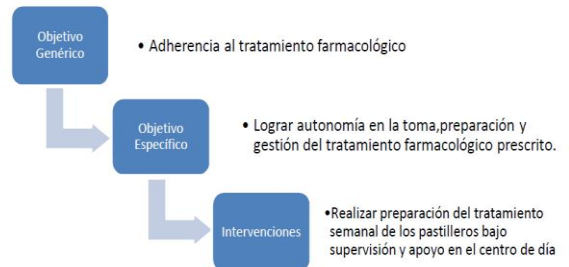 Objetivo
Genérico
• Adherencia al tratamiento farmacológico
Objetivo
Específico
• Lograr autonomía en la toma,preparación y
gestión del tratamiento farmacológico prescrito.
Intervenciones
•Realizar preparación del tratamiento
semanal de los pastilleros bajo
supervisión y apoyo en el centro de día